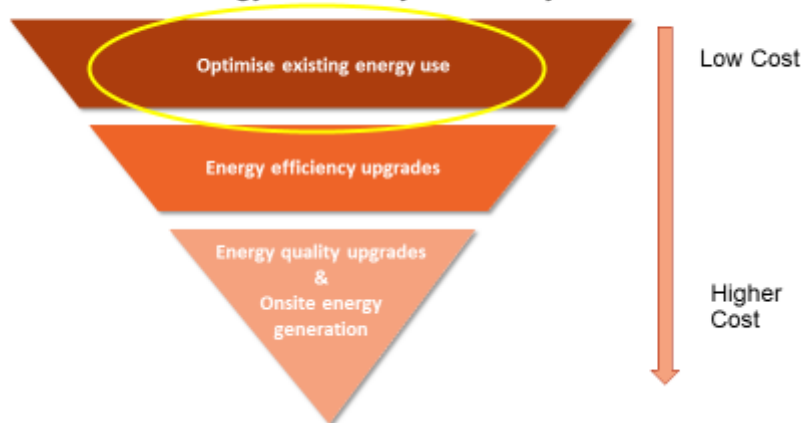 Optimise existing energy use
Low Cost
Energy efficiency upgrades
Energy quality upgrades
&
Onsite energy
generation
Higher
Cost